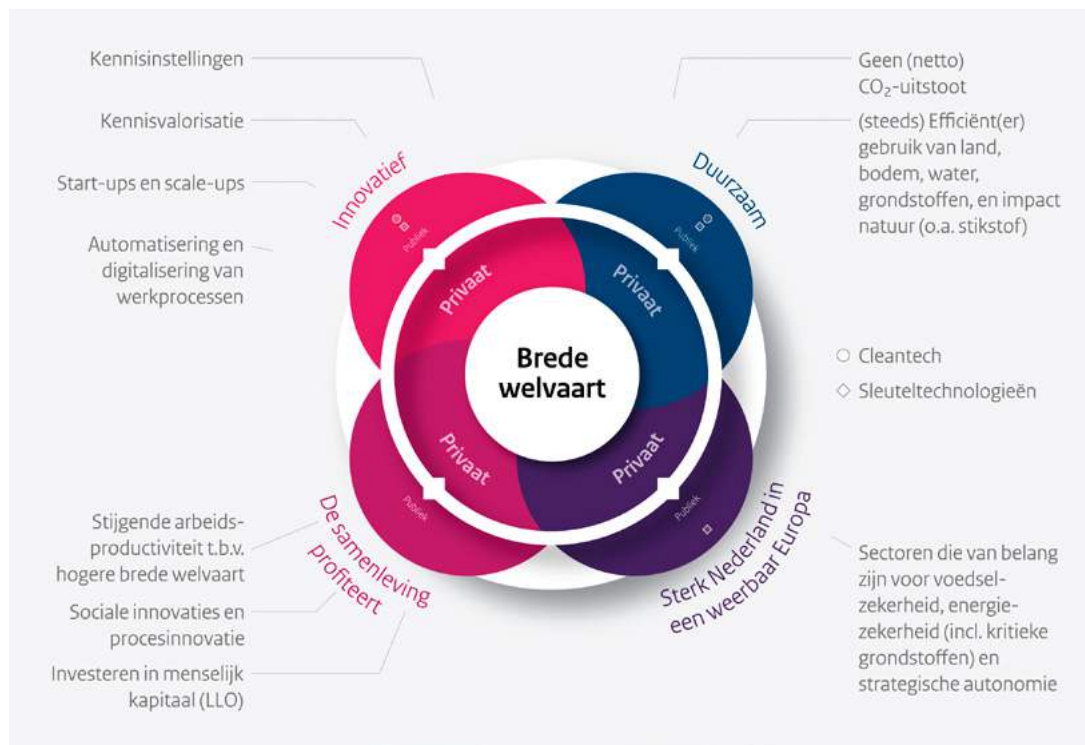 Kennisinstellingen
Kennisvalorisatie
Start-ups en scale-ups
Automatisering en
digitalisering van
werkprocessen
Innovatief
Publiek
Privaat
Duurzaam
Publiek
Privaat
Geen (netto)
CO₂-uitstoot
(steeds) Efficiënt(er)
gebruik van land,
bodem, water,
grondstoffen, en impact
natuur (o.a. stikstof)
Brede
welvaart
Cleantech
Sleuteltechnologieën
Privaat
Publiek
De samenleving
profiteert
Stijgende arbeids-
productiviteit t.b.v.
hogere brede welvaart
Sociale innovaties en
procesinnovatie
Investeren in menselijk
kapitaal (LLO)
Privaat
Publiek
Sterk Nederland in
een weerbaar Europa
Sectoren die van belang
zijn voor voedsel-
zekerheid, energie-
zekerheid (incl. kritieke
grondstoffen) en
strategische autonomie